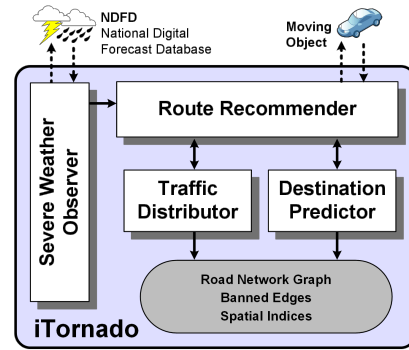 NDFD
National Digital
Forecast Database
Moving
Object
Severe Weather
Observer
Route Recommender
Traffic
Distributor
Destination
Predictor
Road Network Graph
Banned Edges
Spatial Indices
iTornado